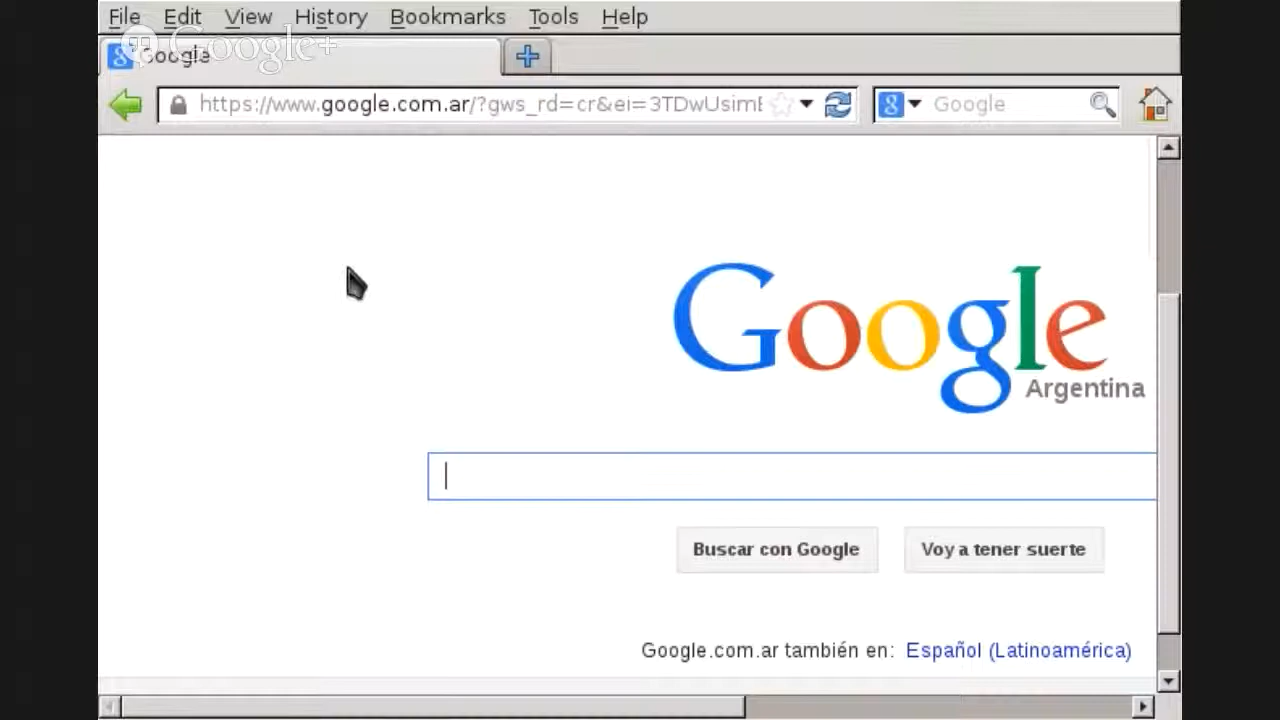 File Edit View History Bookmarks Tools Help
Google+
Google
https://www.google.com.ar/?gws_rd=cr&ei=3TDwUsimE
Google
Google
Argentina
Buscar con Google Voy a tener suerte
Google.com.ar también en: Español (Latinoamérica)